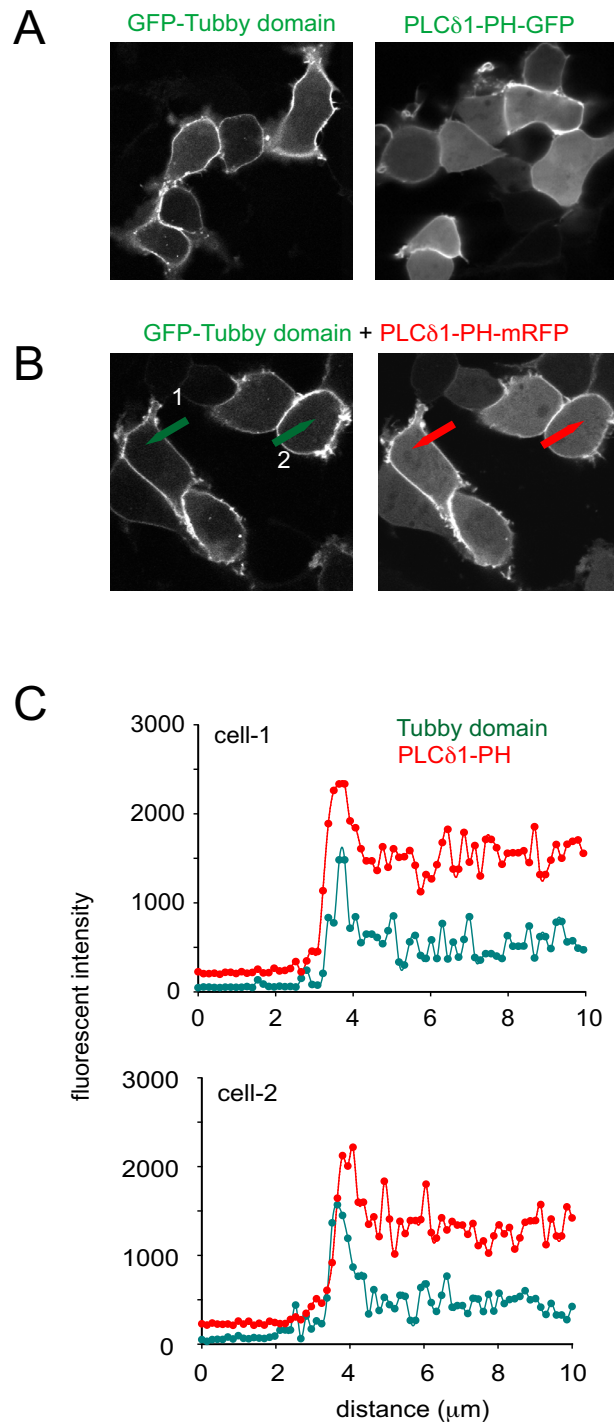 A
GFP-Tubby domain
PLCδ1-PH-GFP
GFP-Tubby domain + PLCδ1-PH-mRFP
B
1
2
C
3000
cell-1
Tubby domain
PLCδ1-PH
2000
1000
0
0 2 4 6 8 10
fluorescent intensity
3000
cell-2
2000
1000
0
0 2 4 6 8 10
distance (μm)